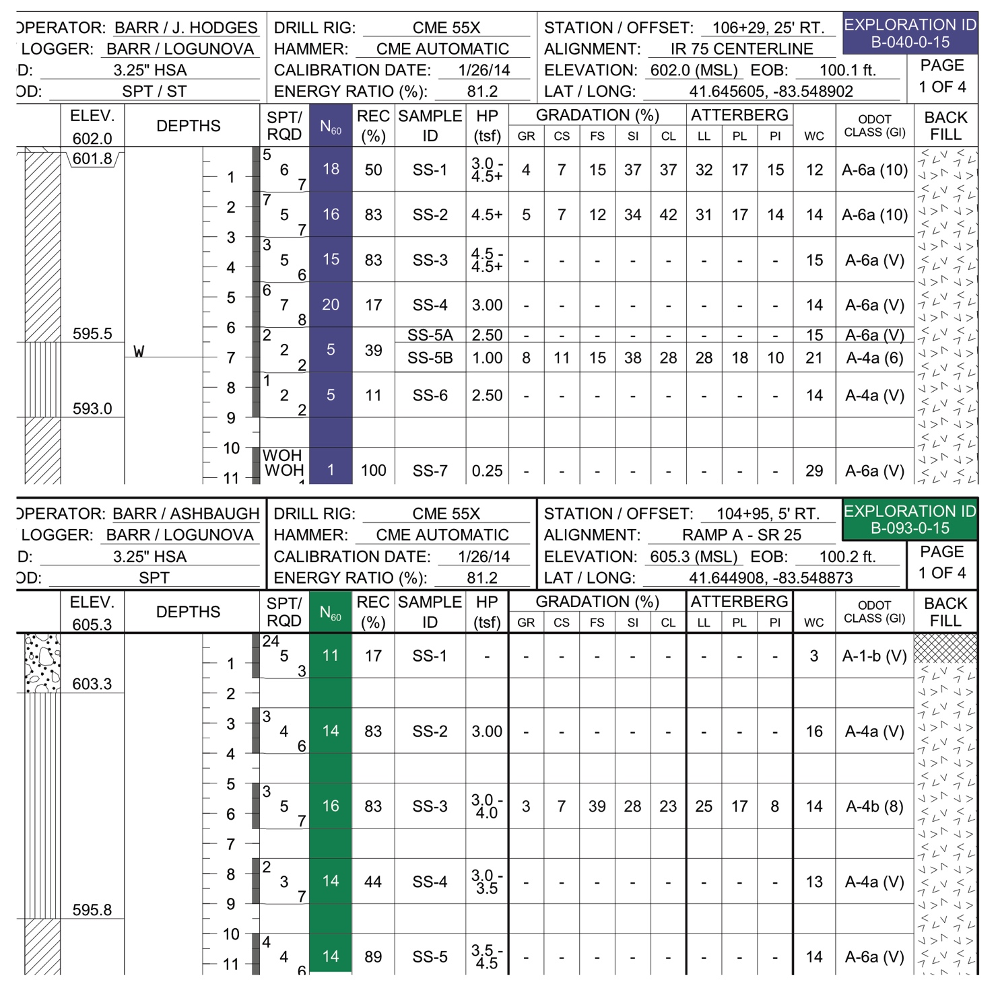 OPERATOR: BARR / J. HODGES DRILL RIG: CME 55X STATION / OFFSET: 106+29, 25' RT. EXPLORATION ID
LOGGER: BARR / LOGUNOVA HAMMER: CME AUTOMATIC ALIGNMENT: IR 75 CENTERLINE B-040-0-15
D: 3.25" HSA CALIBRATION DATE: 1/26/14 ELEVATION: 602.0 (MSL) EOB: 100.1 ft. PAGE
OD: SPT / ST ENERGY RATIO (%): 81.2 LAT / LONG: 41.645605, -83.548902 1 OF 4
ELEV. DEPTHS SPT/ N60 REC SAMPLE HP GRADATION (%) ATTERBERG ODOT BACK
602.0 RQD (%) ID (tsf) GR CS FS SI CL LL PL PI WC CLASS (GI) FILL
601.8
1 5 6 7 18 50 SS-1 3.0 - 4.5+ 4 7 15 37 37 32 17 15 12 A-6a (10)
2 7 5 7 16 83 SS-2 4.5+ 5 7 12 34 42 31 17 14 14 A-6a (10)
3
4 3 5 6 15 83 SS-3 4.5 - 4.5+ - - - - - - - - 15 A-6a (V)
5 6 7 8 20 17 SS-4 3.00 - - - - - - - - 14 A-6a (V)
6
595.5 SS-5A 2.50 - - - - - - - - 15 A-6a (V)
W 7 2 2 2 5 39 SS-5B 1.00 8 11 15 38 28 28 18 10 21 A-4a (6)
8 1 2 2 5 11 SS-6 2.50 - - - - - - - - 14 A-4a (V)
593.0
9
10
11 WOH WOH 1 1 100 SS-7 0.25 - - - - - - - - 29 A-6a (V)
OPERATOR: BARR / ASHBAUGH DRILL RIG: CME 55X STATION / OFFSET: 104+95, 5' RT. EXPLORATION ID
LOGGER: BARR / LOGUNOVA HAMMER: CME AUTOMATIC ALIGNMENT: RAMP A - SR 25 B-093-0-15
D: 3.25" HSA CALIBRATION DATE: 1/26/14 ELEVATION: 605.3 (MSL) EOB: 100.2 ft. PAGE
OD: SPT ENERGY RATIO (%): 81.2 LAT / LONG: 41.644908, -83.548873 1 OF 4
ELEV. DEPTHS SPT/ N60 REC SAMPLE HP GRADATION (%) ATTERBERG ODOT BACK
605.3 RQD (%) ID (tsf) GR CS FS SI CL LL PL PI WC CLASS (GI) FILL
1 24 5 3 11 17 SS-1 - - - - - - - - - 3 A-1-b (V)
603.3
2
3 3 4 6 14 83 SS-2 3.00 - - - - - - - - 16 A-4a (V)
4
5
6 3 5 7 16 83 SS-3 3.0 - 4.0 3 7 39 28 23 25 17 8 14 A-4b (8)
7
8 2 3 7 14 44 SS-4 3.0 - 3.5 - - - - - - - - 13 A-4a (V)
9
595.8
10
11 4 4 6 14 89 SS-5 3.5 - 4.5 - - - - - - - - 14 A-6a (V)